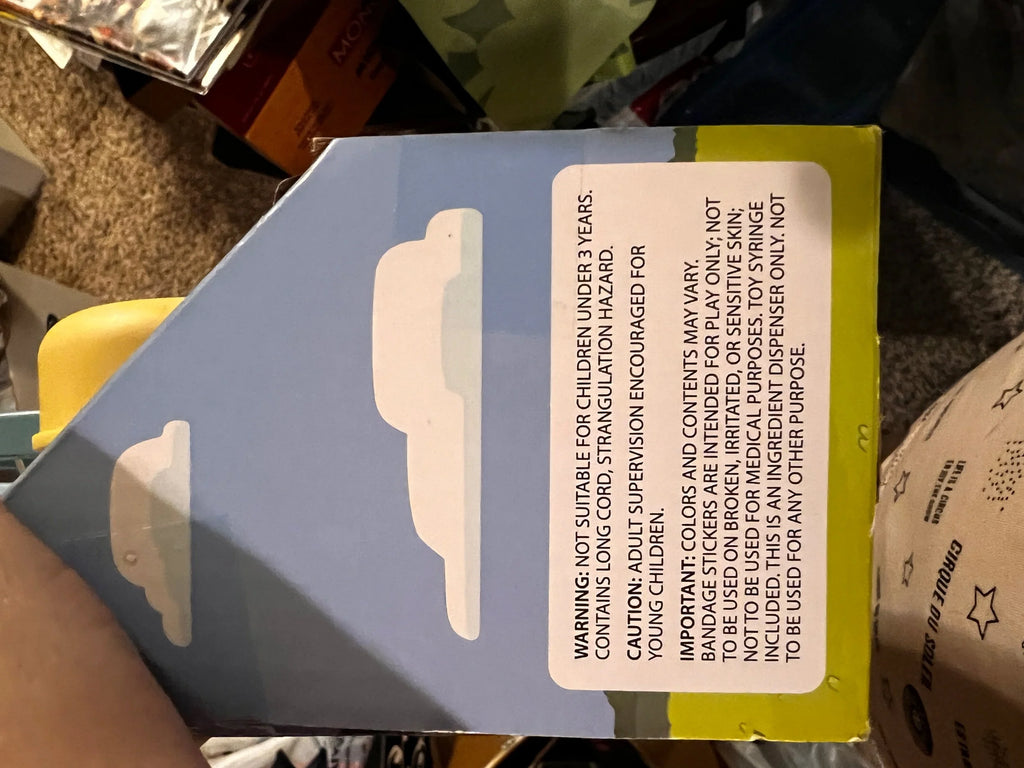 WARNING: NOT SUITABLE FOR CHILDREN UNDER 3 YEARS.
CONTAINS LONG CORD, STRANGULATION HAZARD.
CAUTION: ADULT SUPERVISION ENCOURAGED FOR
YOUNG CHILDREN.
IMPORTANT: COLORS AND CONTENTS MAY VARY.
BANDAGE STICKERS ARE INTENDED FOR PLAY ONLY; NOT
TO BE USED ON BROKEN, IRRITATED, OR SENSITIVE SKIN;
NOT TO BE USED FOR MEDICAL PURPOSES. TOY SYRINGE
INCLUDED. THIS IS AN INGREDIENT DISPENSER ONLY. NOT
TO BE USED FOR ANY OTHER PURPOSE.
LIFE IS A CIRCUS
CIRQUE DU SOLEIL